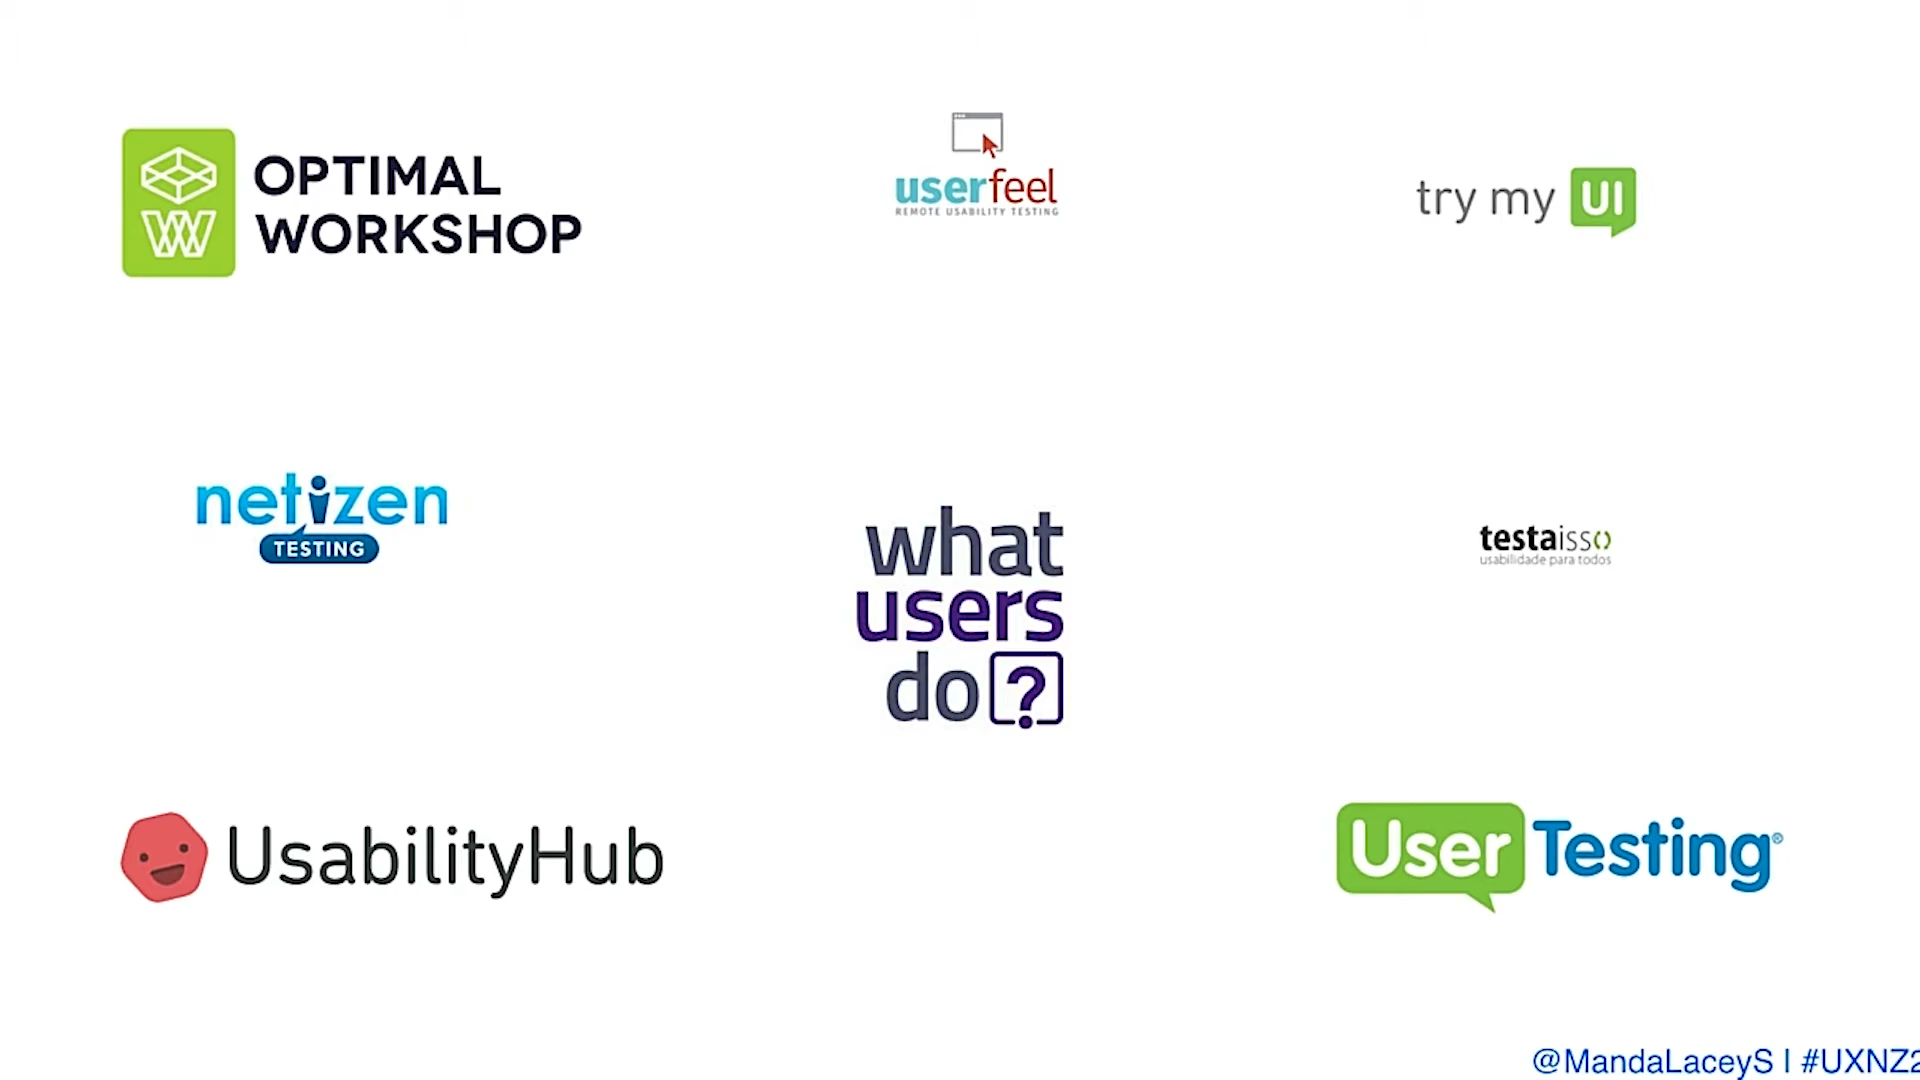 OPTIMAL
WORKSHOP
userfeel
REMOTE USABILITY TESTING
try my UI
netizen
TESTING
what
users
do?
testaisso
usabilidade para todos
UsabilityHub
User Testing®
@MandaLaceyS | #UXNZ2